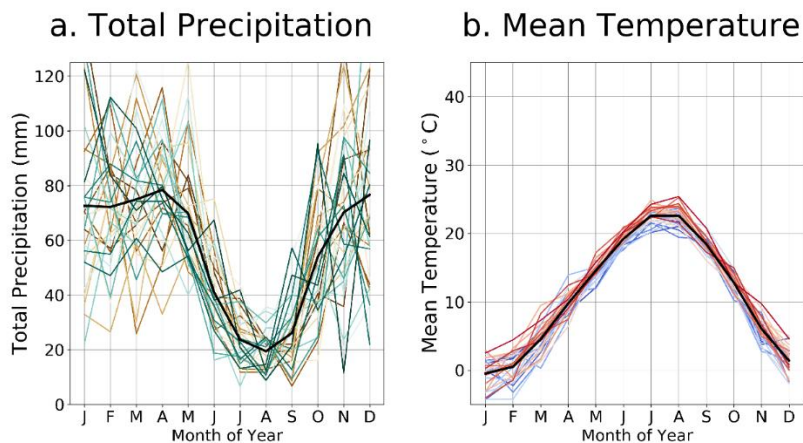 a. Total Precipitation
Total Precipitation (mm)
120
100
80
60
40
20
0
J F M A M J J A S O N D
Month of Year
b. Mean Temperature
Mean Temperature (°C)
40
30
20
10
0
J F M A M J J A S O N D
Month of Year